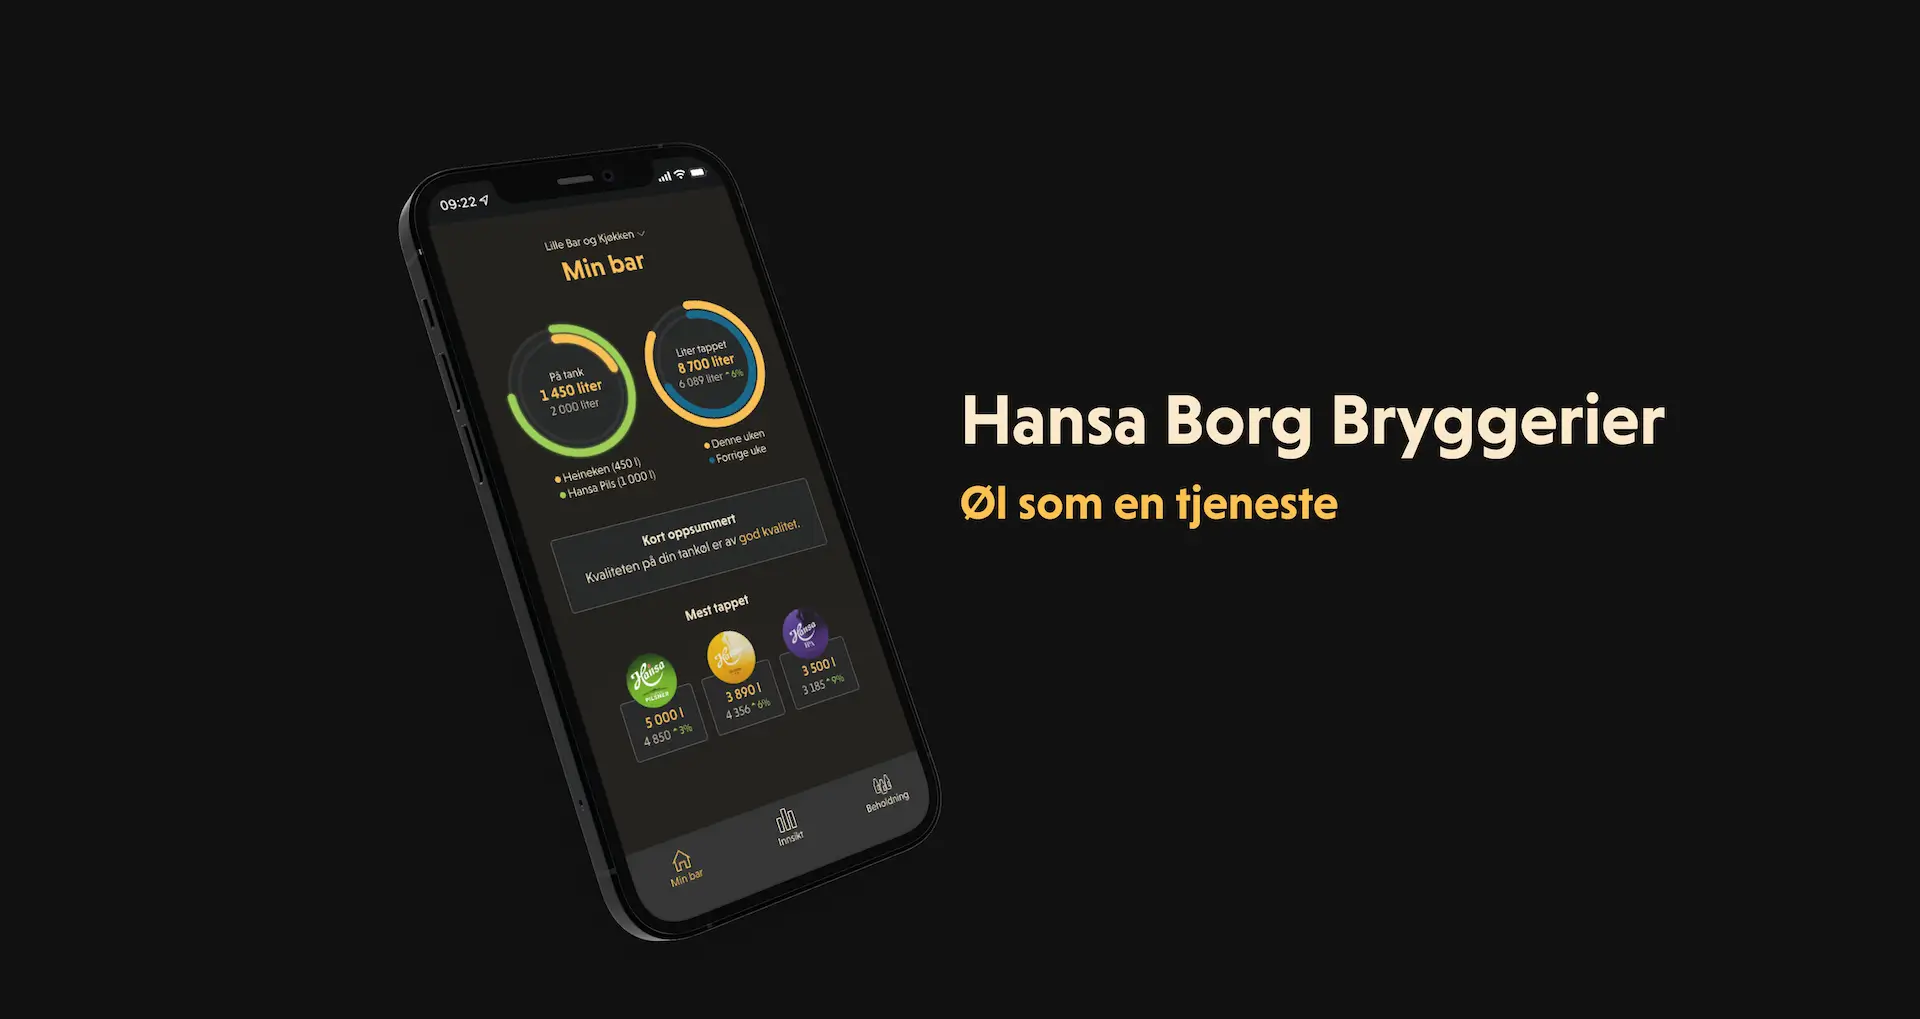 09:22
Lille Bar og Kjøkken
Min bar
På tank
1 450 liter
2 000 liter
Liter tappet
8 700 liter
6 089 liter 6%
Heineken (450 l)
Hansa Pils (1 000 l)
Denne uken
Forrige uke
Kort oppsummert
Kvaliteten på din tankøl er av god kvalitet.
Mest tappet
Hansa
PILSNER
5 000 l
4 850 3%
Hansa
3 890 l
4 356 6%
Hansa
IPA
3 500 l
3 185 9%
Min bar
Innsikt
Beholdning
Hansa Borg Bryggerier
Øl som en tjeneste